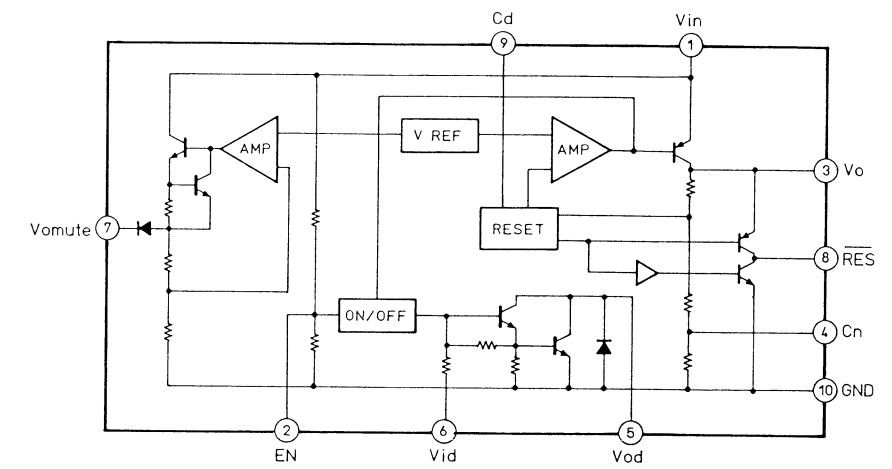 Cd
Vin
9
1
AMP
V REF
AMP
3
Vo
Vomute
7
RESET
8
RES
ON/OFF
4
Cn
10
GND
2
6
5
EN
Vid
Vod